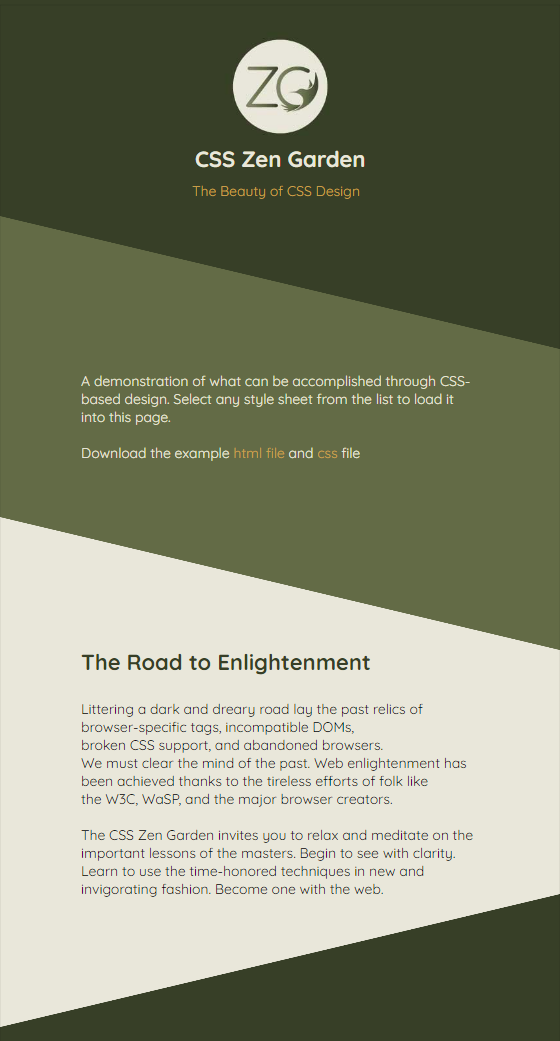 ZG
CSS Zen Garden
The Beauty of CSS Design
A demonstration of what can be accomplished through CSS-
based design. Select any style sheet from the list to load it
into this page.
Download the example html file and css file
The Road to Enlightenment
Littering a dark and dreary road lay the past relics of
browser-specific tags, incompatible DOMs,
broken CSS support, and abandoned browsers.
We must clear the mind of the past. Web enlightenment has
been achieved thanks to the tireless efforts of folk like
the W3C, WaSP, and the major browser creators.
The CSS Zen Garden invites you to relax and meditate on the
important lessons of the masters. Begin to see with clarity.
Learn to use the time-honored techniques in new and
invigorating fashion. Become one with the web.